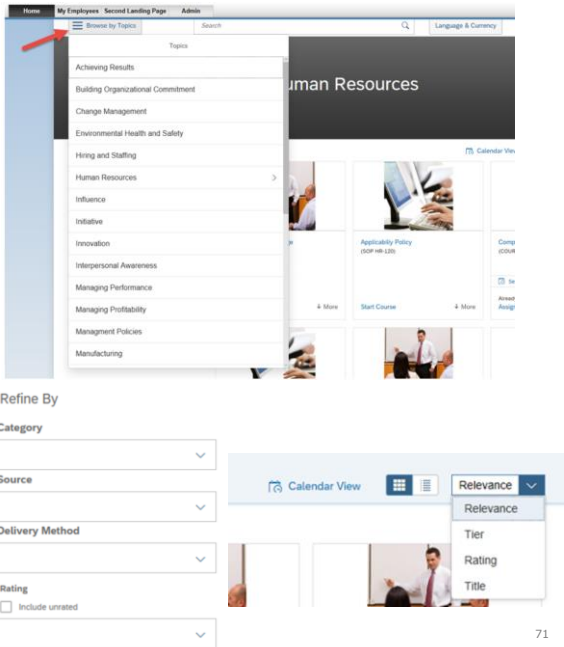 Home My Employees Second Landing Page Admin
Browse by Topics Search Language & Currency
Topics
Achieving Results
Building Organizational Commitment
Change Management
Environmental Health and Safety
Hiring and Staffing
Human Resources
Influence
Initiative
Innovation
Interpersonal Awareness
Managing Performance
Managing Profitability
Managment Policies
Manufacturing
uman Resources
Calendar View
Applicabliy Policy
(SOP HR-120)
Start Course
More
More
Refine By
Category
Source
Delivery Method
Rating
Include unrated
Calendar View Relevance
Relevance
Tier
Rating
Title
71